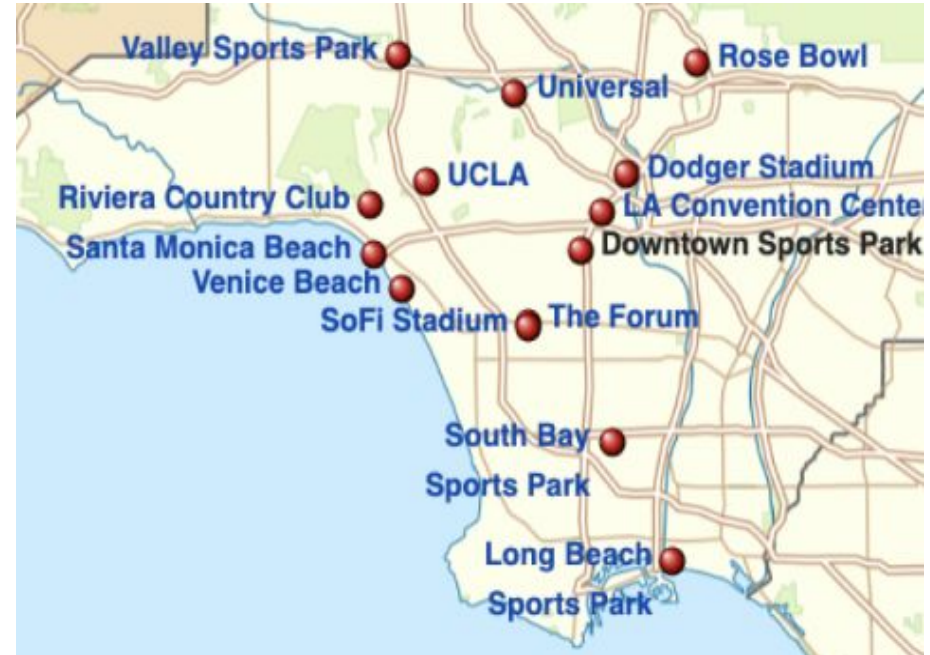 Valley Sports Park
Rose Bowl
Universal
Dodger Stadium
UCLA
Riviera Country Club
LA Convention Cente
Santa Monica Beach
Downtown Sports Park
Venice Beach
SoFi Stadium
The Forum
South Bay
Sports Park
Long Beach
Sports Park